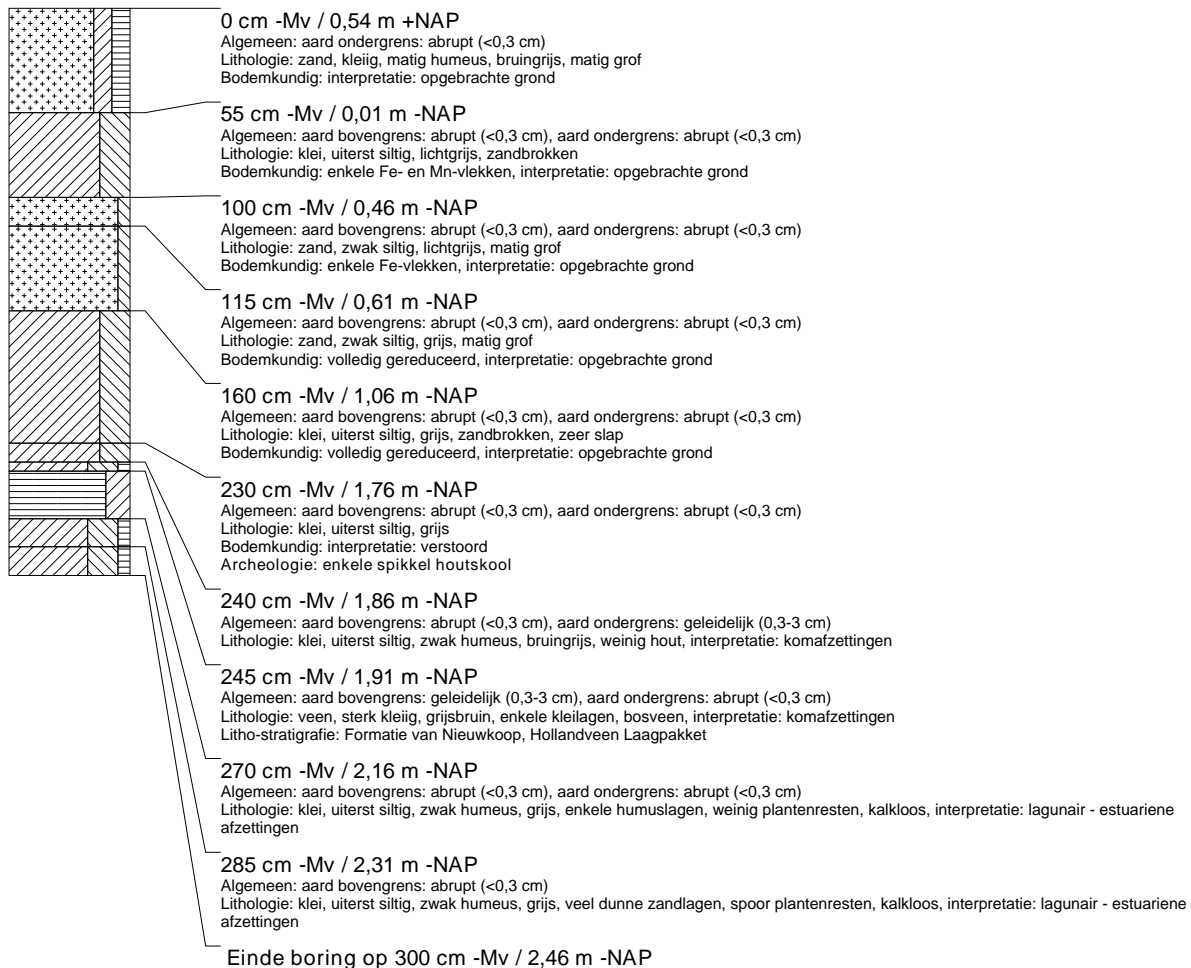 0 cm -Mv / 0,54 m +NAP
Algemeen: aard ondergrens: abrupt (<0,3 cm)
Lithologie: zand, kleiig, matig humeus, bruingrijs, matig grof
Bodemkundig: interpretatie: opgebrachte grond
55 cm -Mv / 0,01 m -NAP
Algemeen: aard bovengrens: abrupt (<0,3 cm), aard ondergrens: abrupt (<0,3 cm)
Lithologie: klei, uiterst siltig, lichtgrijs, zandbrokken
Bodemkundig: enkele Fe- en Mn-vlekken, interpretatie: opgebrachte grond
100 cm -Mv / 0,46 m -NAP
Algemeen: aard bovengrens: abrupt (<0,3 cm), aard ondergrens: abrupt (<0,3 cm)
Lithologie: zand, zwak siltig, lichtgrijs, matig grof
Bodemkundig: enkele Fe-vlekken, interpretatie: opgebrachte grond
115 cm -Mv / 0,61 m -NAP
Algemeen: aard bovengrens: abrupt (<0,3 cm), aard ondergrens: abrupt (<0,3 cm)
Lithologie: zand, zwak siltig, grijs, matig grof
Bodemkundig: volledig gereduceerd, interpretatie: opgebrachte grond
160 cm -Mv / 1,06 m -NAP
Algemeen: aard bovengrens: abrupt (<0,3 cm), aard ondergrens: abrupt (<0,3 cm)
Lithologie: klei, uiterst siltig, grijs, zandbrokken, zeer slap
Bodemkundig: volledig gereduceerd, interpretatie: opgebrachte grond
230 cm -Mv / 1,76 m -NAP
Algemeen: aard bovengrens: abrupt (<0,3 cm), aard ondergrens: abrupt (<0,3 cm)
Lithologie: klei, uiterst siltig, grijs
Bodemkundig: interpretatie: verstoord
Archeologie: enkele spikkel houtskool
240 cm -Mv / 1,86 m -NAP
Algemeen: aard bovengrens: abrupt (<0,3 cm), aard ondergrens: geleidelijk (0,3-3 cm)
Lithologie: klei, uiterst siltig, zwak humeus, bruingrijs, weinig hout, interpretatie: komafzettingen
245 cm -Mv / 1,91 m -NAP
Algemeen: aard bovengrens: geleidelijk (0,3-3 cm), aard ondergrens: abrupt (<0,3 cm)
Lithologie: veen, sterk kleiig, grijsbruin, enkele kleilagen, bosveen, interpretatie: komafzettingen
Litho-stratigrafie: Formatie van Nieuwkoop, Hollandveen Laagpakket
270 cm -Mv / 2,16 m -NAP
Algemeen: aard bovengrens: abrupt (<0,3 cm), aard ondergrens: abrupt (<0,3 cm)
Lithologie: klei, uiterst siltig, zwak humeus, grijs, enkele humuslagen, weinig plantenresten, kalkloos, interpretatie: lagunair - estuariene
afzettingen
285 cm -Mv / 2,31 m -NAP
Algemeen: aard bovengrens: abrupt (<0,3 cm)
Lithologie: klei, uiterst siltig, zwak humeus, grijs, veel dunne zandlagen, spoor plantenresten, kalkloos, interpretatie: lagunair - estuariene
afzettingen
Einde boring op 300 cm -Mv / 2,46 m -NAP